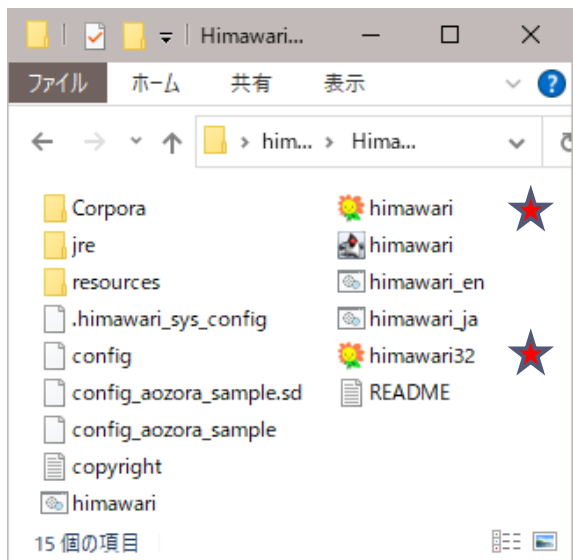 Himawari...
ファイル ホーム 共有 表示
him... › Hima...
Corpora
jre
resources
.himawari_sys_config
config
config_aozora_sample.sd
config_aozora_sample
copyright
himawari
himawari
himawari
himawari_en
himawari_ja
himawari32
README
15 個の項目